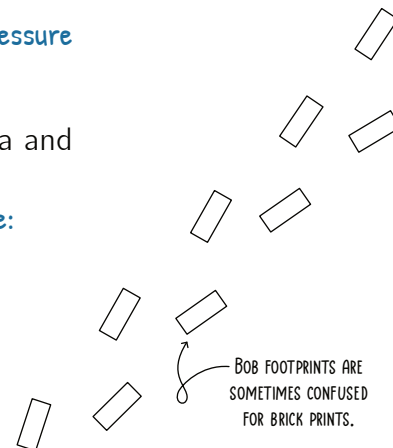 essure
a and
e:
BOB FOOTPRINTS ARE
SOMETIMES CONFUSED
FOR BRICK PRINTS.